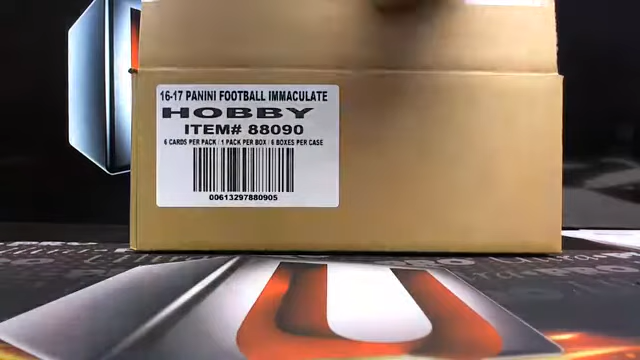 16-17 PANINI FOOTBALL IMMACULATE
HOBBY
ITEM# 88090
6 CARDS PER PACK / 1 PACK PER BOX / 6 BOXES PER CASE
00613297880905